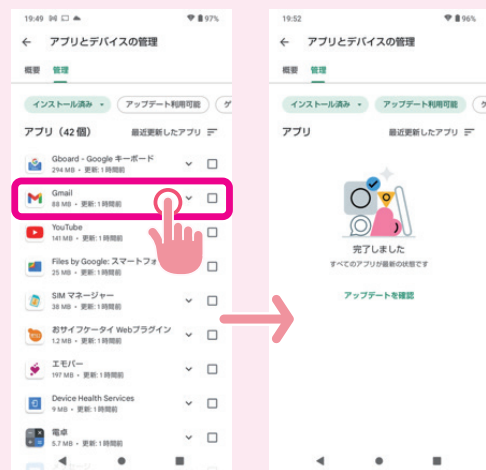 19:49
97%
アプリとデバイスの管理
概要 管理
インストール済み アップデート利用可能 ゲ
アプリ（42 個） 最近更新したアプリ
Gboard - Google キーボード
294 MB • 更新: 1 時間前
Gmail
88 MB • 更新: 1 時間前
YouTube
141 MB • 更新: 1 時間前
Files by Google: スマートフォ
25 MB • 更新: 1 時間前
SIM マネージャー
38 MB • 更新: 1 時間前
おサイフケータイ Webプラグイン
1.2 MB • 更新: 1 時間前
エモパー
197 MB • 更新: 1 時間前
Device Health Services
9 MB • 更新: 1 時間前
電卓
5.7 MB • 更新: 1 時間前
19:52
96%
アプリとデバイスの管理
概要 管理
インストール済み アップデート利用可能 ゲ
アプリ 最近更新したアプリ
完了しました
すべてのアプリが最新の状態です
アップデートを確認